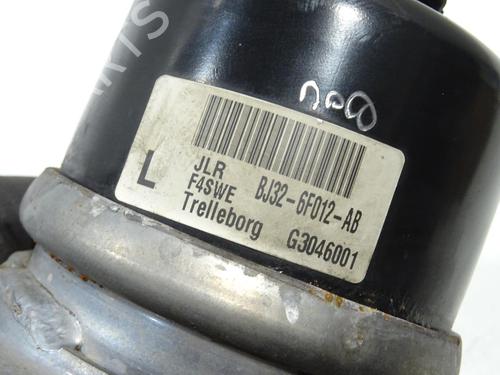 L
JLR
F4SWE BJ32-6F012-AB
Trelleborg G3046001